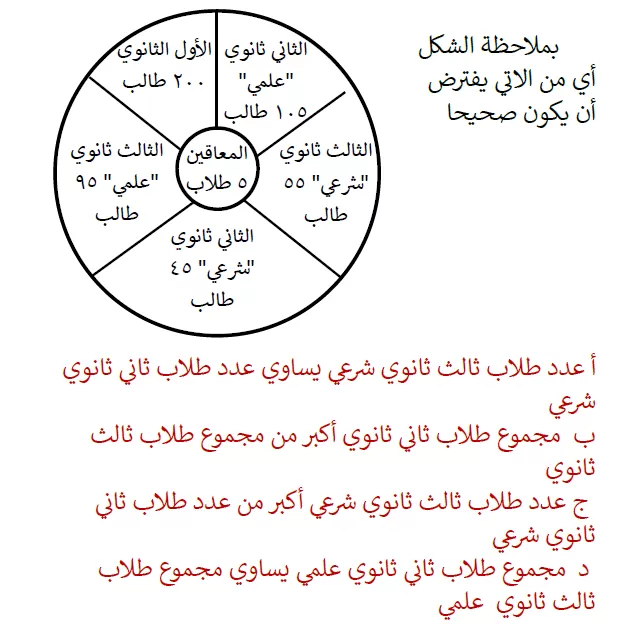 بملاحظة الشكل
أي من الاتي يفترض
أن يكون صحيحا
الأول الثانوي
٢٠٠ طالب
الثاني ثانوي
"علمي"
١٠٥ طالب
الثالث ثانوي
"علمي" ٩٥
طالب
المعاقين
٥ طلاب
الثالث ثانوي
"شرعي" ٥٥
طالب
الثاني ثانوي
"شرعي" ٤٥
طالب
أ عدد طلاب ثالث ثانوي شرعي يساوي عدد طلاب ثاني ثانوي
شرعي
ب مجموع طلاب ثاني ثانوي أكبر من مجموع طلاب ثالث
ثانوي
ج عدد طلاب ثالث ثانوي شرعي أكبر من عدد طلاب ثاني
ثانوي شرعي
د مجموع طلاب ثاني ثانوي علمي يساوي مجموع طلاب
ثالث ثانوي علمي